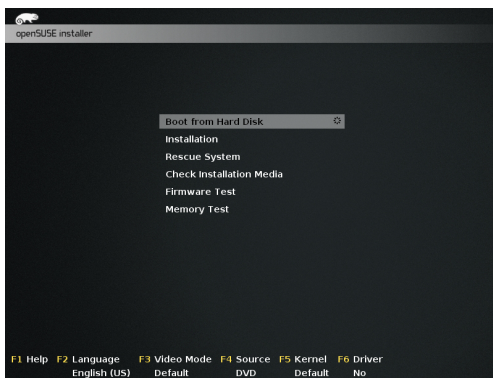 openSUSE installer
Boot from Hard Disk
Installation
Rescue System
Check Installation Media
Firmware Test
Memory Test
F1 Help F2 Language F3 Video Mode F4 Source F5 Kernel F6 Driver
English (US) Default DVD Default No